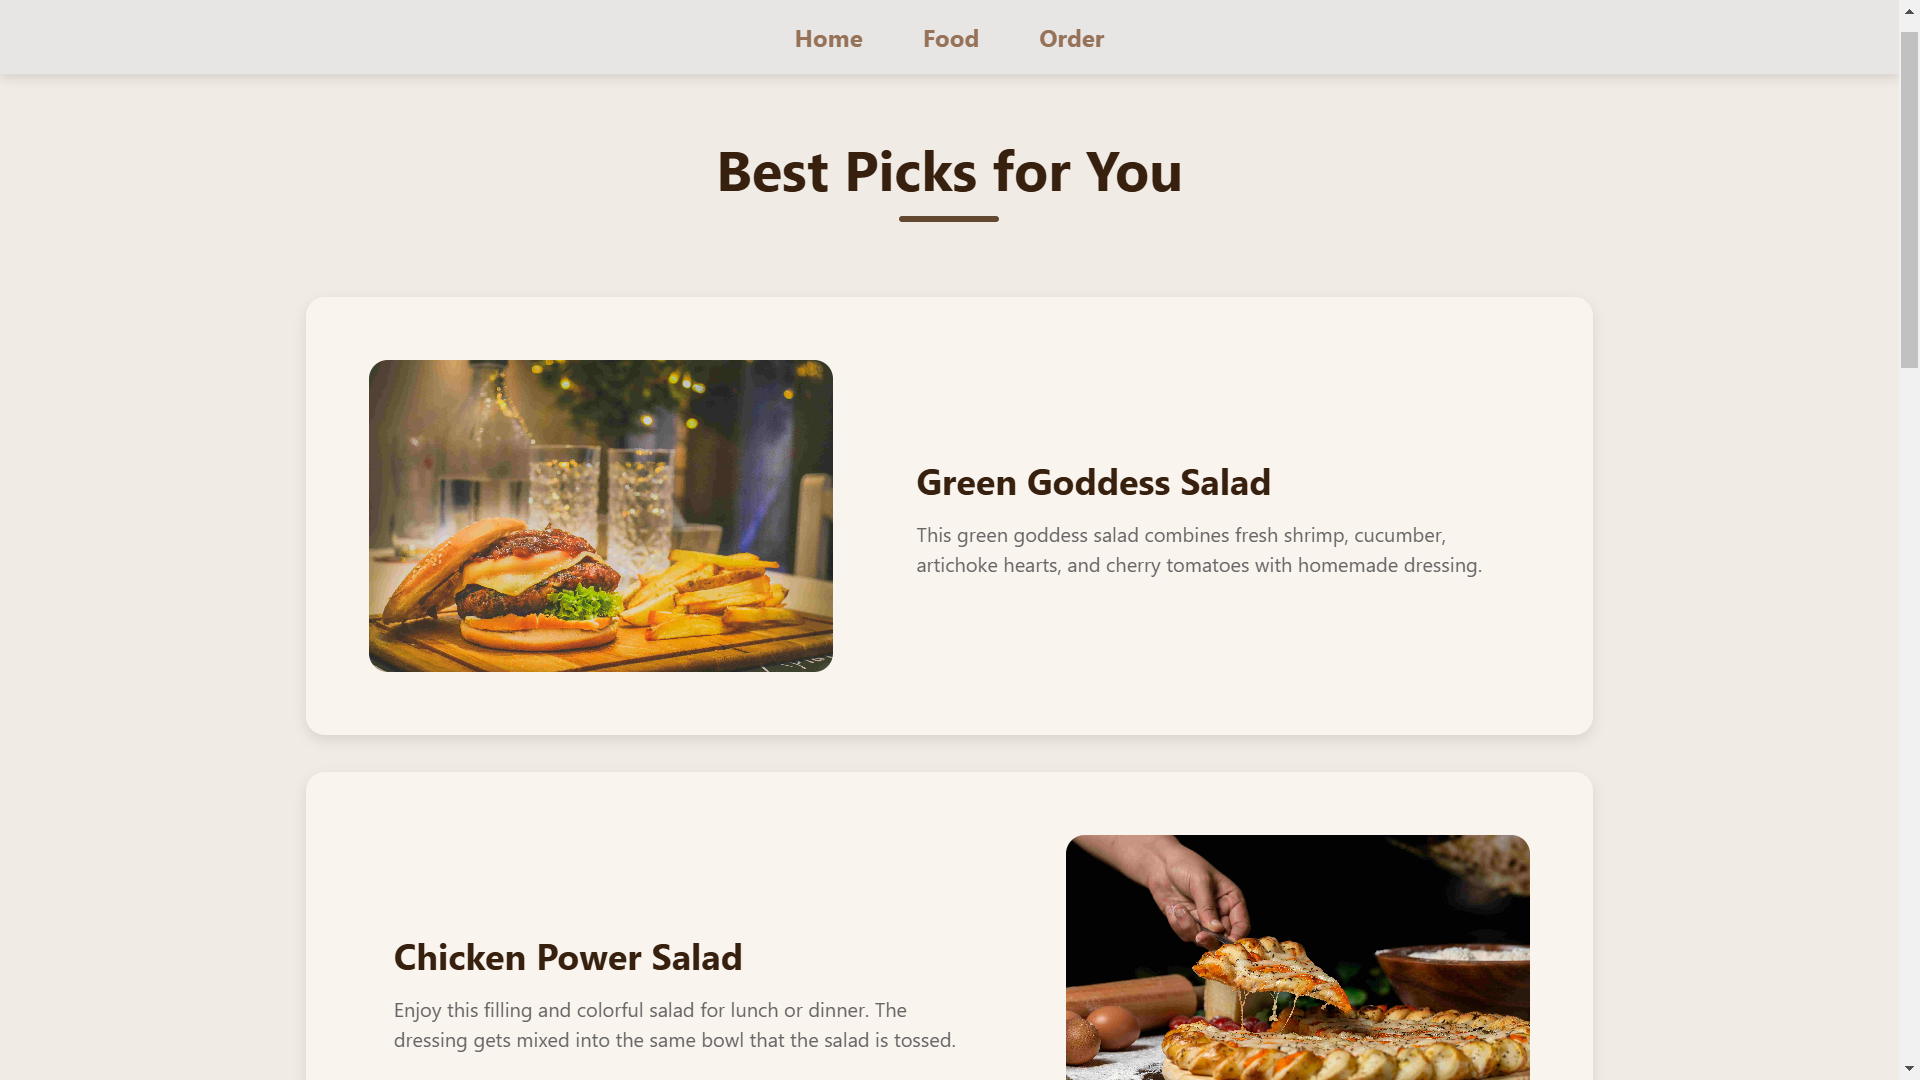 Home Food Order
Best Picks for You
Green Goddess Salad
This green goddess salad combines fresh shrimp, cucumber,
artichoke hearts, and cherry tomatoes with homemade dressing.
Chicken Power Salad
Enjoy this filling and colorful salad for lunch or dinner. The
dressing gets mixed into the same bowl that the salad is tossed.